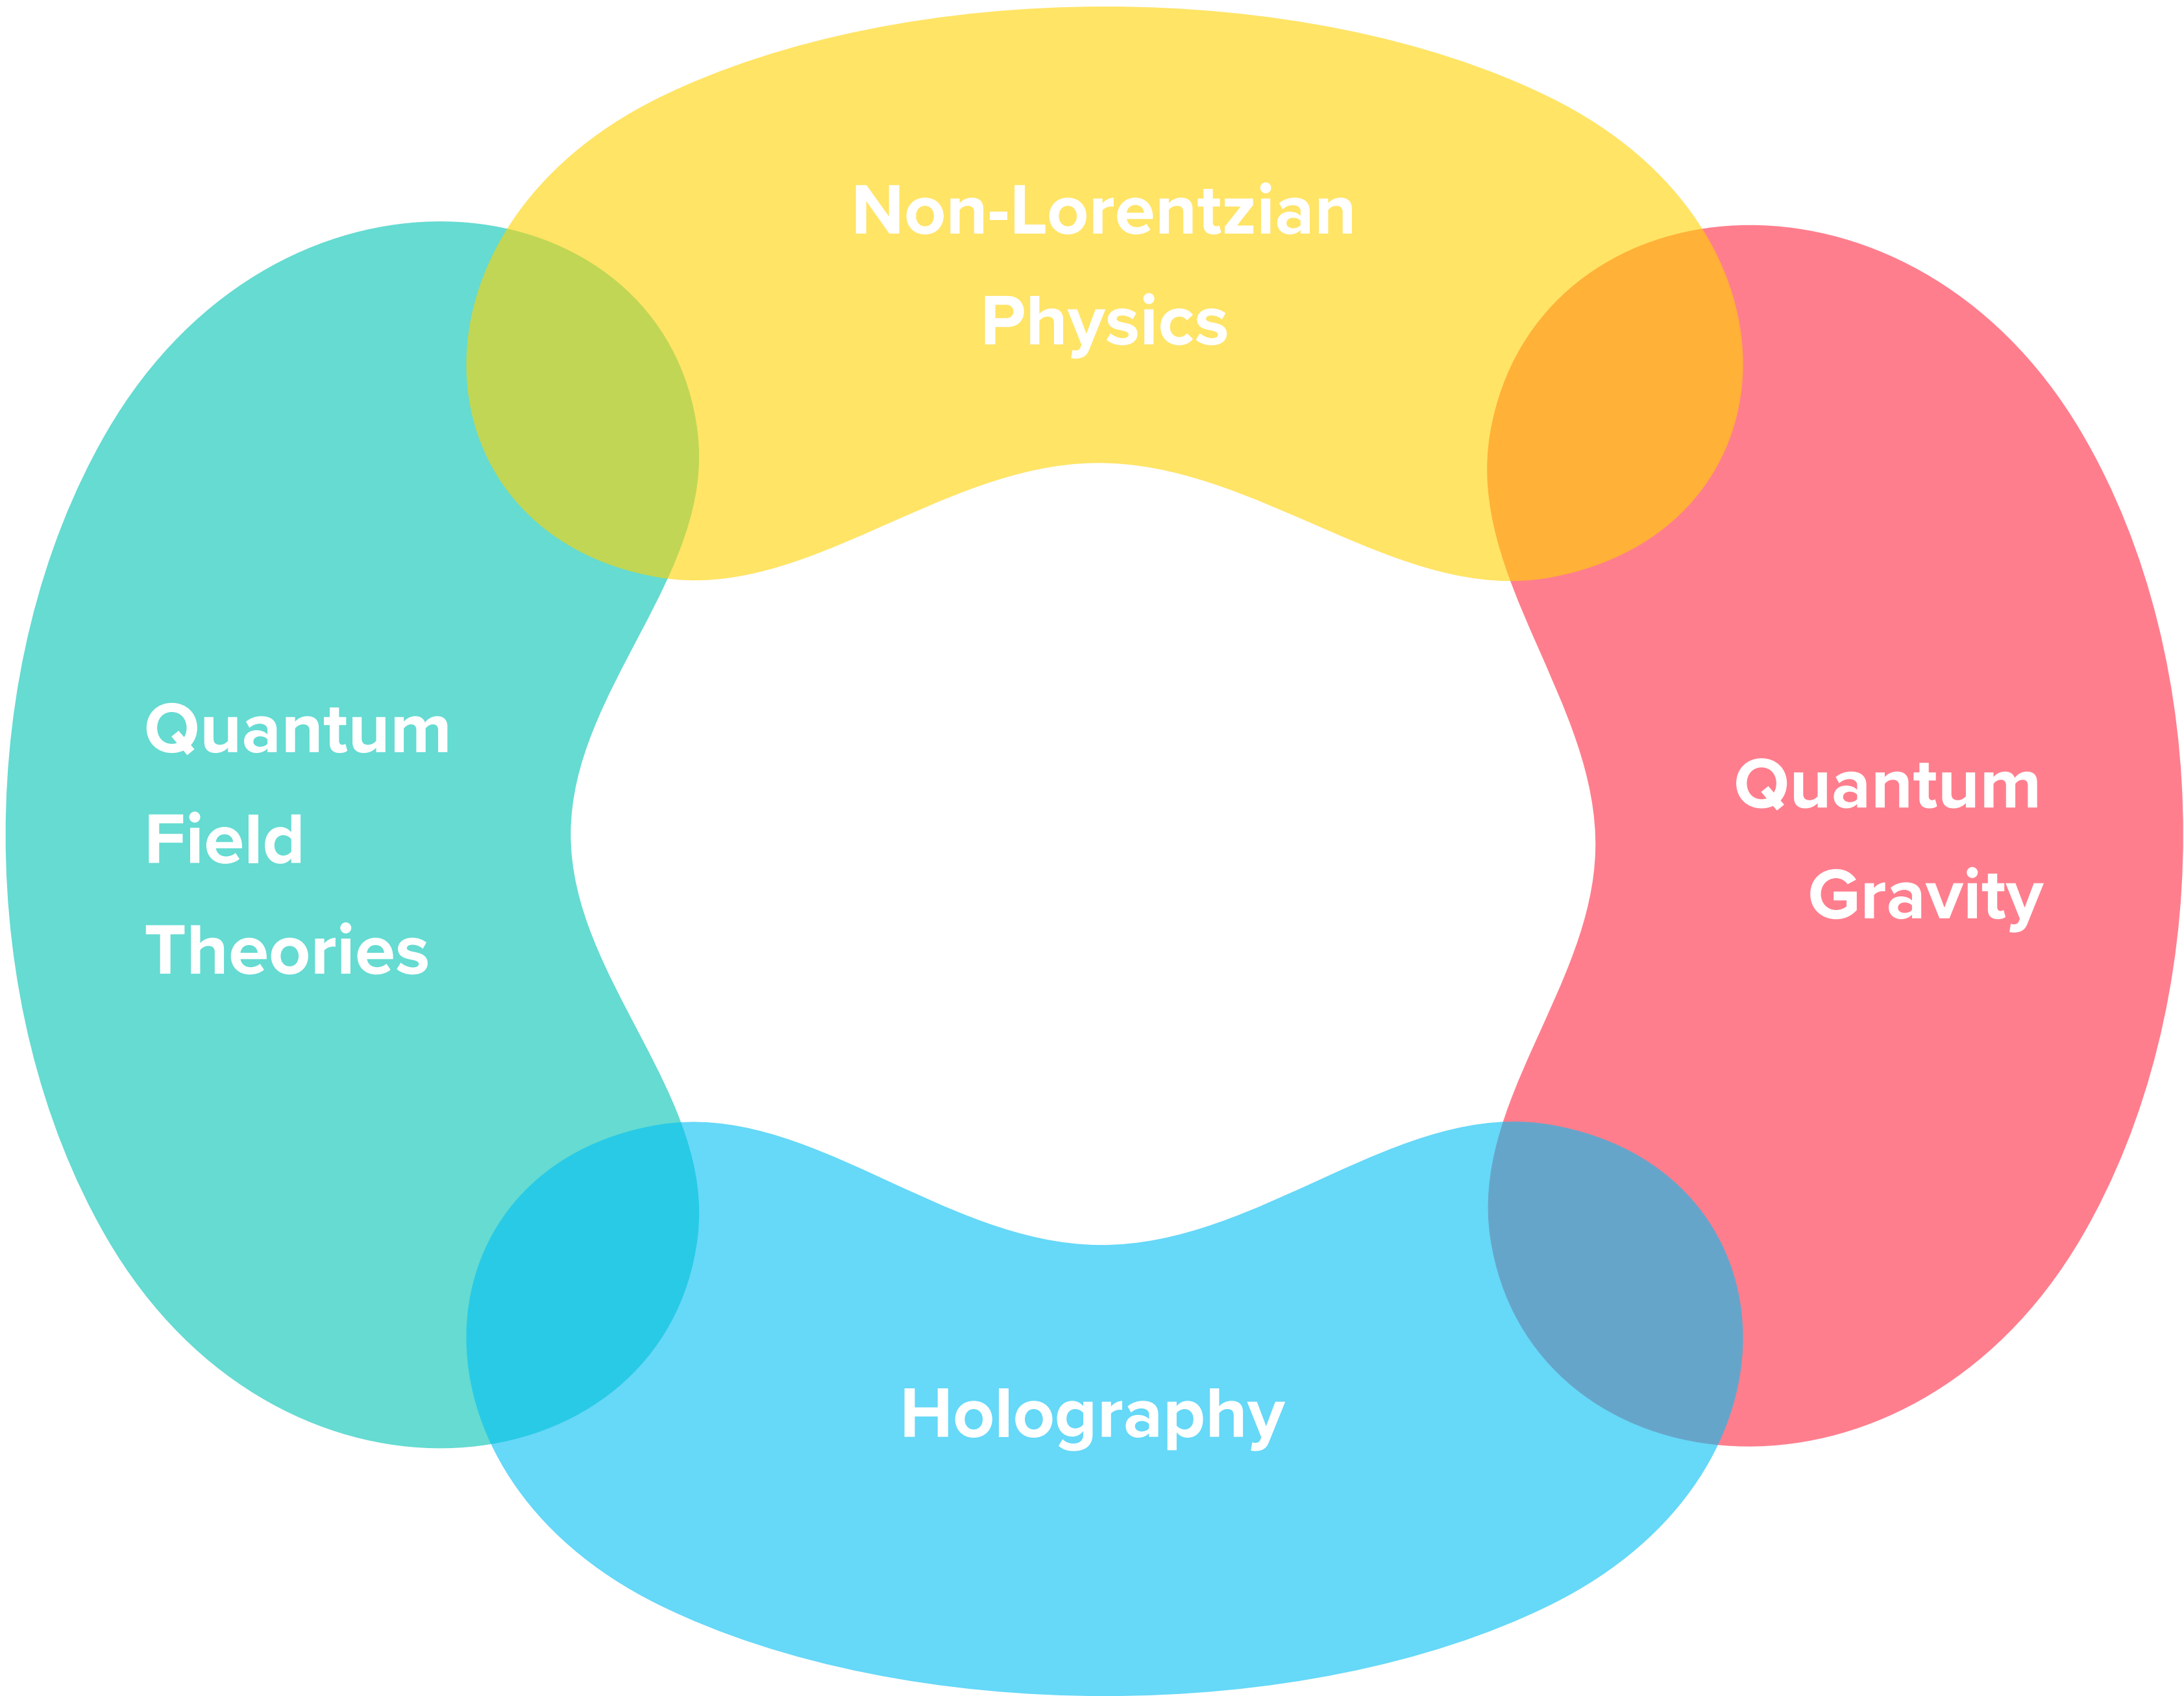 Non-Lorentzian
Physics
Quantum
Field
Theories
Quantum
Gravity
Holography